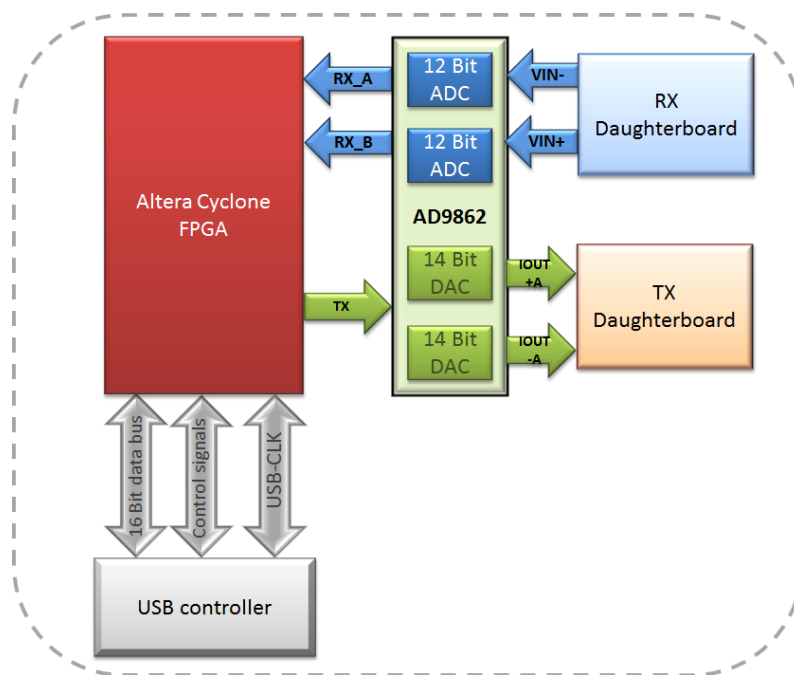 Altera Cyclone
FPGA
RX_A
RX_B
TX
12 Bit
ADC
12 Bit
ADC
AD9862
14 Bit
DAC
14 Bit
DAC
VIN-
VIN+
IOUT
+A
IOUT
-A
RX
Daughterboard
TX
Daughterboard
16 Bit data bus
Control signals
USB-CLK
USB controller